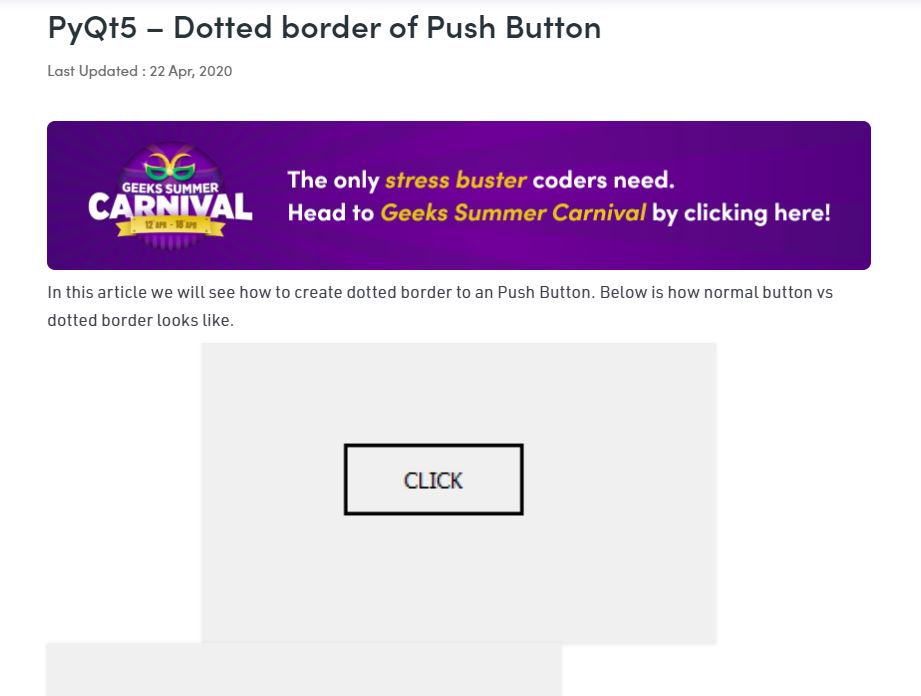 PyQt5 – Dotted border of Push Button
Last Updated : 22 Apr, 2020
GEEKS SUMMER
CARNIVAL
12 APR - 18 APR
The only stress buster coders need.
Head to Geeks Summer Carnival by clicking here!
In this article we will see how to create dotted border to an Push Button. Below is how normal button vs
dotted border looks like.
CLICK